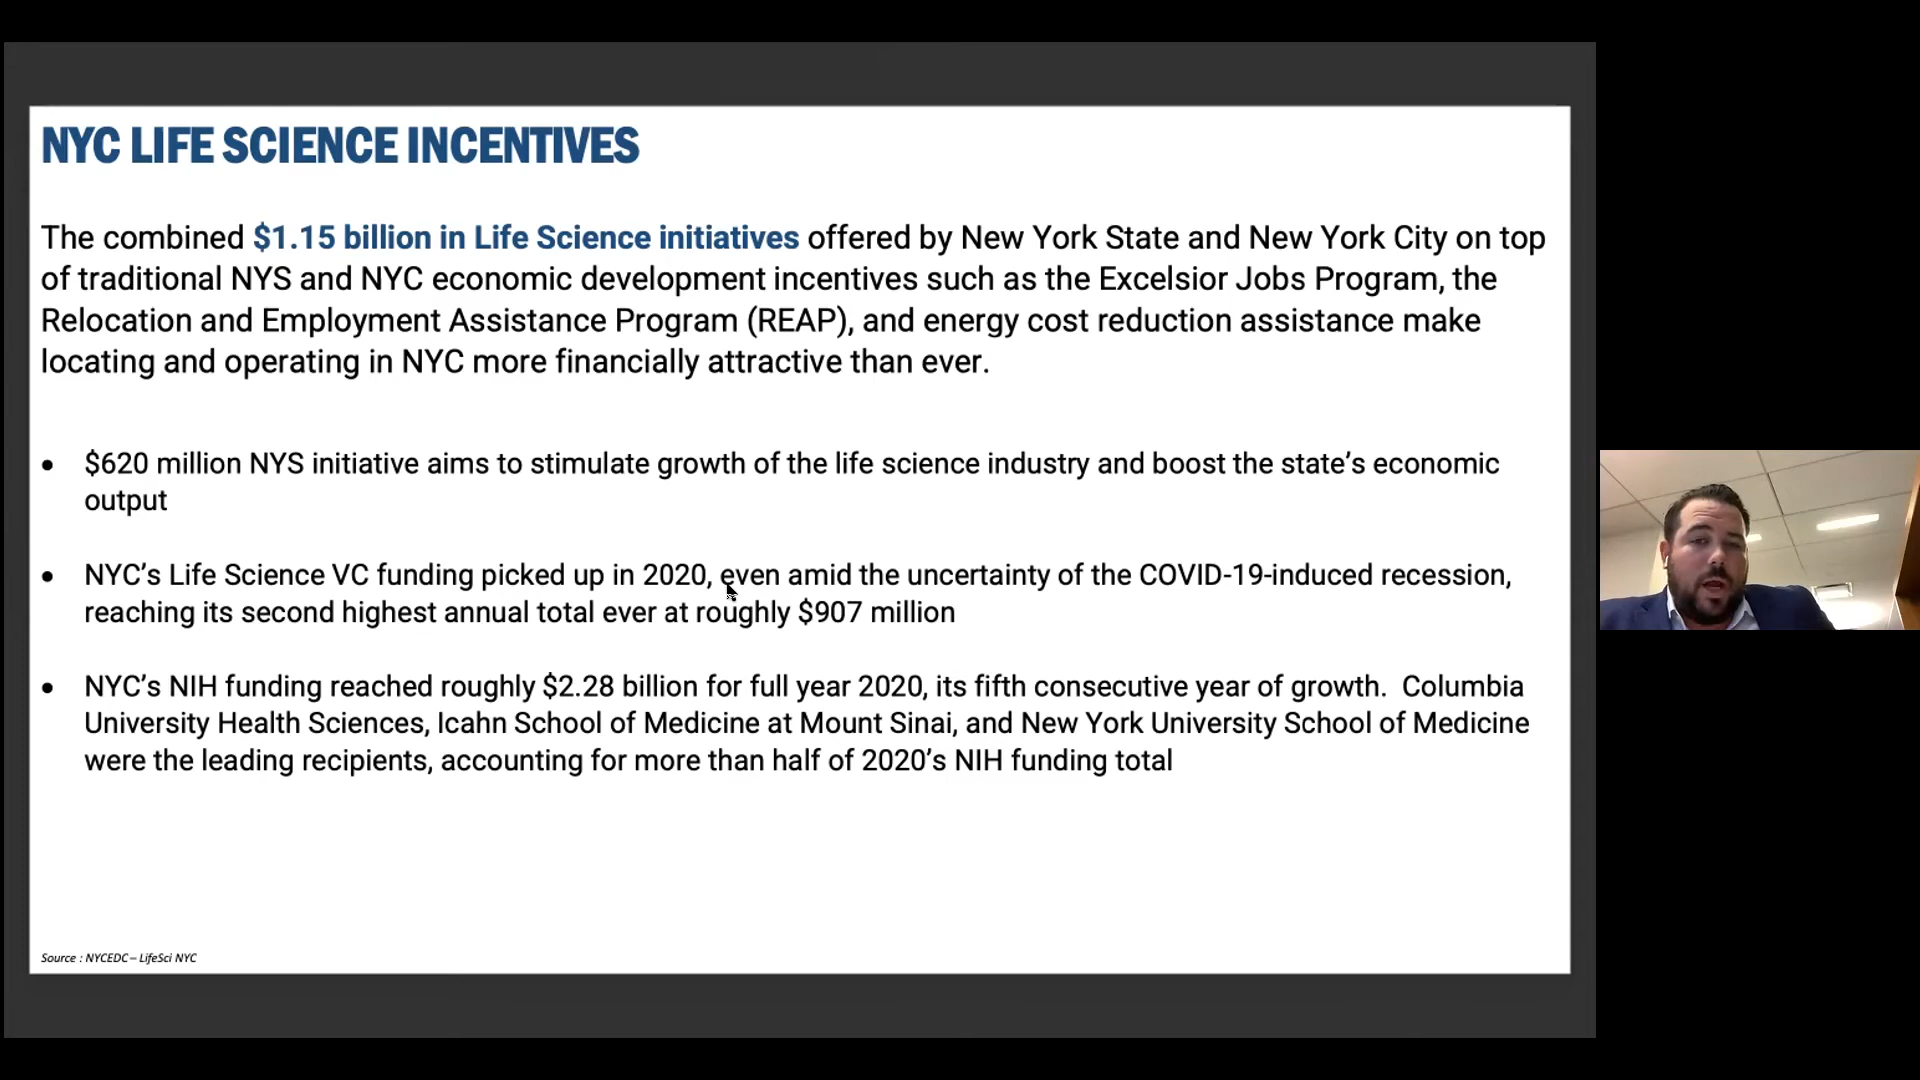 NYC LIFE SCIENCE INCENTIVES
The combined $1.15 billion in Life Science initiatives offered by New York State and New York City on top
of traditional NYS and NYC economic development incentives such as the Excelsior Jobs Program, the
Relocation and Employment Assistance Program (REAP), and energy cost reduction assistance make
locating and operating in NYC more financially attractive than ever.
• $620 million NYS initiative aims to stimulate growth of the life science industry and boost the state’s economic
output
• NYC’s Life Science VC funding picked up in 2020, even amid the uncertainty of the COVID-19-induced recession,
reaching its second highest annual total ever at roughly $907 million
• NYC’s NIH funding reached roughly $2.28 billion for full year 2020, its fifth consecutive year of growth.  Columbia
University Health Sciences, Icahn School of Medicine at Mount Sinai, and New York University School of Medicine
were the leading recipients, accounting for more than half of 2020’s NIH funding total
Source : NYCEDC – LifeSci NYC